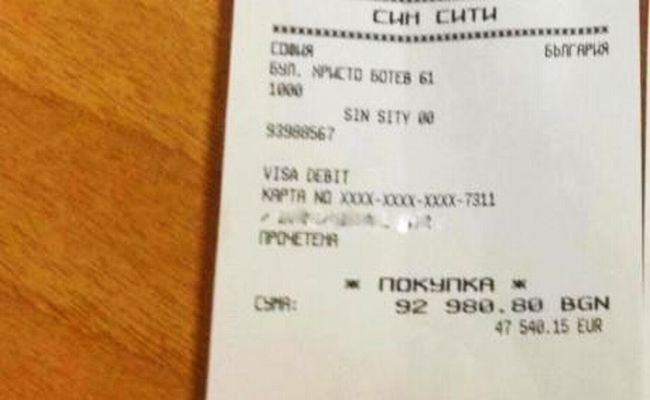 СИН СИТИ
СОФИЯ БЪЛГАРИЯ
БУЛ. ХРИСТО БОТЕВ 61
1000
SIN SITY 00
93988567
VISA DEBIT
КАРТА NO XXXX-XXXX-XXXX-7311
ПРОЧЕТЕНА
* ПОКУПКА *
СУМА: 92 980.80 BGN
47 540.15 EUR